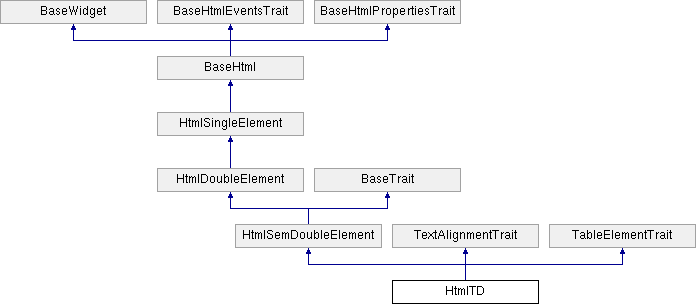 BaseWidget
BaseHtmlEventsTrait
BaseHtmlPropertiesTrait
BaseHtml
HtmlSingleElement
HtmlDoubleElement
BaseTrait
HtmlSemDoubleElement
TextAlignmentTrait
TableElementTrait
HtmlTD